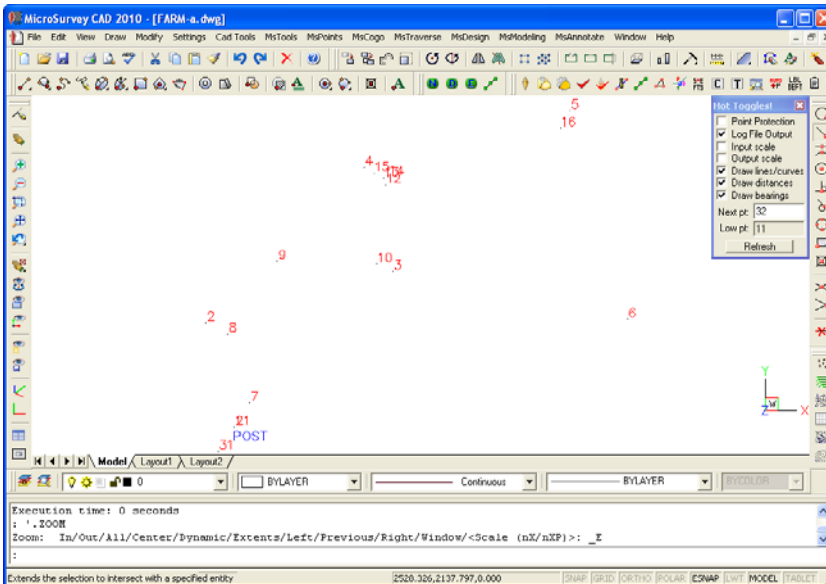 MicroSurvey CAD 2010 - [FARM-a.dwg]
File Edit View Draw Modify Settings Cad Tools MsTools MsPoints MsCogo MsTraverse MsDesign MsModeling MsAnnotate Window Help
5
16
4
15
12
9
10
3
6
2
8
7
21
POST
31
Hot Toggles!
Point Protection
Log File Output
Input scale
Output scale
Draw lines/curves
Draw distances
Draw bearings
Next pt: 32
Low pt: 11
Refresh
Y
Z
W
X
Model Layout1 Layout2
0 BYLAYER Continuous BYLAYER BYCOLOR
Execution time: 0 seconds
: '.ZOOM
Zoom: In/Out/All/Center/Dynamic/Extents/Left/Previous/Right/Window/<Scale (nX/nXP)>: _E
:
Extends the selection to intersect with a specified entity 2520.326,2137.797,0.000 SNAP GRID ORTHO POLAR ESNAP LWT MODEL TABLET